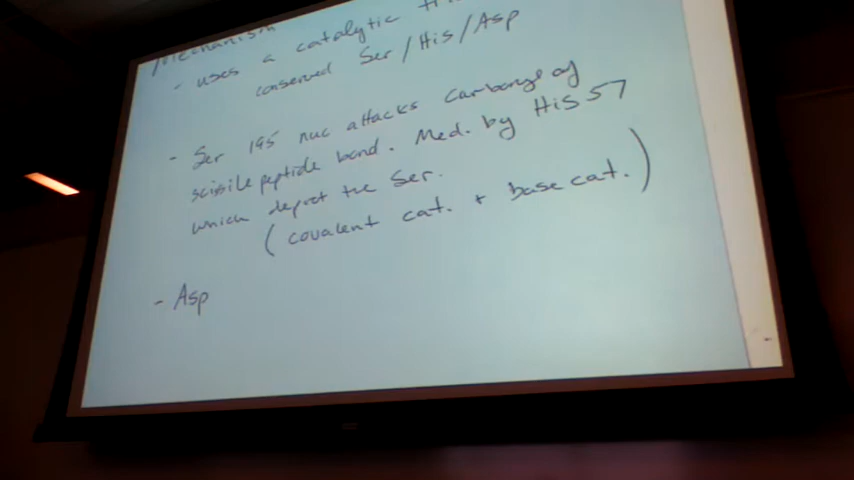 Mechanism
- uses a catalytic
conserved Ser/His/Asp
- Ser 195 nuc attacks carbonyl of
scissile peptide bond. Med. by His 57
which deprot the Ser.
(covalent cat. + base cat.)
- Asp